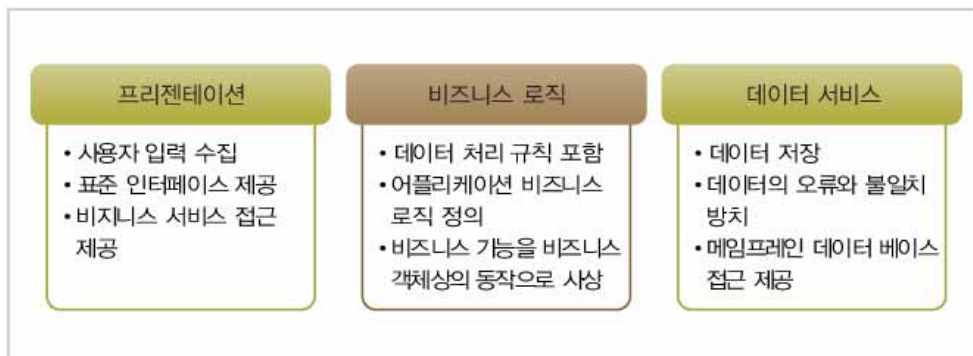 프리젠테이션
• 사용자 입력 수집
• 표준 인터페이스 제공
• 비지니스 서비스 접근
제공
비즈니스 로직
• 데이터 처리 규칙 포함
• 어플리케이션 비즈니스
로직 정의
• 비즈니스 기능을 비즈니스
객체상의 동작으로 사상
데이터 서비스
• 데이터 저장
• 데이터의 오류와 불일치
방치
• 메임프레인 데이터 베이스
접근 제공